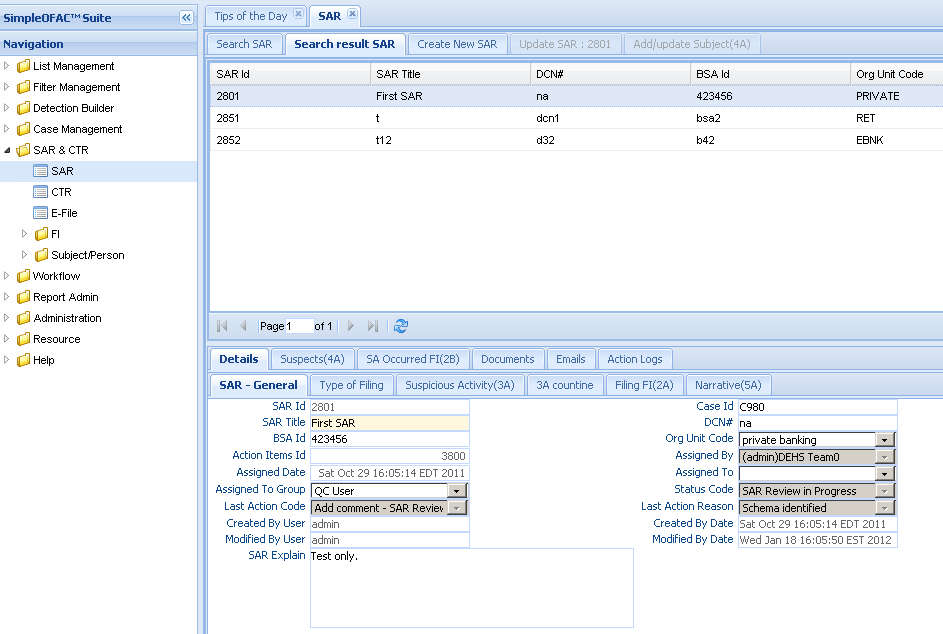 SimpleOFAC™ Suite
Navigation
List Management
Filter Management
Detection Builder
Case Management
SAR & CTR
SAR
CTR
E-File
FI
Subject/Person
Workflow
Report Admin
Administration
Resource
Help
Tips of the Day SAR
Search SAR Search result SAR Create New SAR Update SAR : 2801 Add/update Subject(4A)
SAR Id SAR Title DCN# BSA Id Org Unit Code
2801 First SAR na 423456 PRIVATE
2851 t dcn1 bsa2 RET
2852 t12 d32 b42 EBNK
Page 1 of 1
Details Suspects(4A) SA Occurred FI(2B) Documents Emails Action Logs
SAR - General Type of Filing Suspicious Activity(3A) 3A countine Filing FI(2A) Narrative(5A)
SAR Id 2801 Case Id C980
SAR Title First SAR DCN# na
BSA Id 423456 Org Unit Code private banking
Action Items Id 3800 Assigned By (admin)DEHS Team0
Assigned Date Sat Oct 29 16:05:14 EDT 2011 Assigned To
Assigned To Group QC User Status Code SAR Review in Progress
Last Action Code Add comment - SAR Review Last Action Reason Schema identified
Created By User admin Created By Date Sat Oct 29 16:05:14 EDT 2011
Modified By User admin Modified By Date Wed Jan 18 16:05:50 EST 2012
SAR Explain Test only.